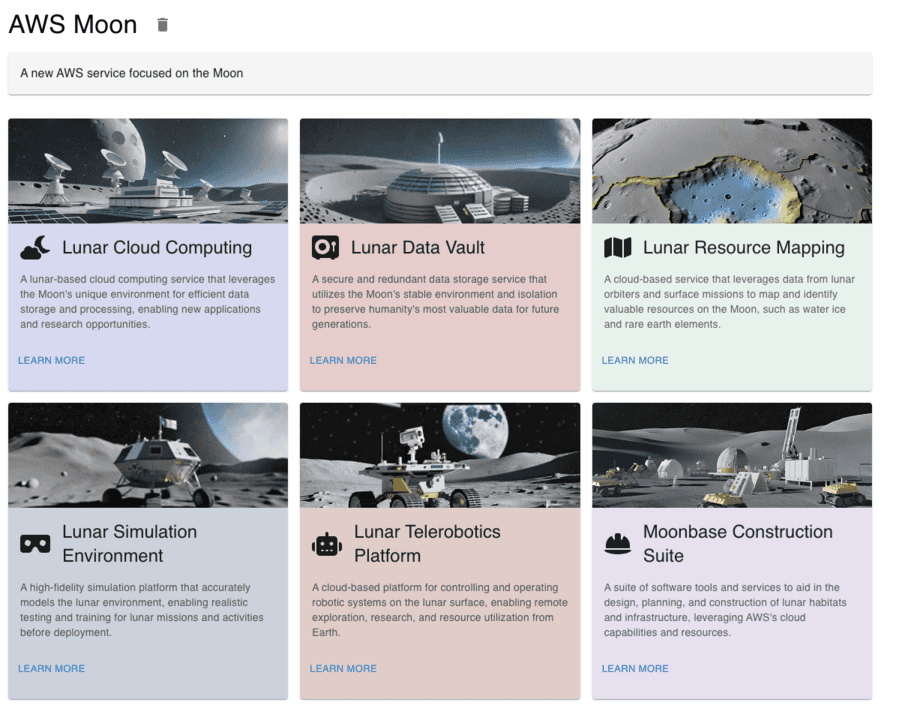 AWS Moon
A new AWS service focused on the Moon
Lunar Cloud Computing
A lunar-based cloud computing service that leverages
the Moon's unique environment for efficient data
storage and processing, enabling new applications
and research opportunities.
LEARN MORE
Lunar Data Vault
A secure and redundant data storage service that
utilizes the Moon's stable environment and isolation
to preserve humanity's most valuable data for future
generations.
LEARN MORE
Lunar Resource Mapping
A cloud-based service that leverages data from lunar
orbiters and surface missions to map and identify
valuable resources on the Moon, such as water ice
and rare earth elements.
LEARN MORE
Lunar Simulation
Environment
A high-fidelity simulation platform that accurately
models the lunar environment, enabling realistic
testing and training for lunar missions and activities
before deployment.
LEARN MORE
Lunar Telerobotics
Platform
A cloud-based platform for controlling and operating
robotic systems on the lunar surface, enabling remote
exploration, research, and resource utilization from
Earth.
LEARN MORE
Moonbase Construction
Suite
A suite of software tools and services to aid in the
design, planning, and construction of lunar habitats
and infrastructure, leveraging AWS's cloud
capabilities and resources.
LEARN MORE